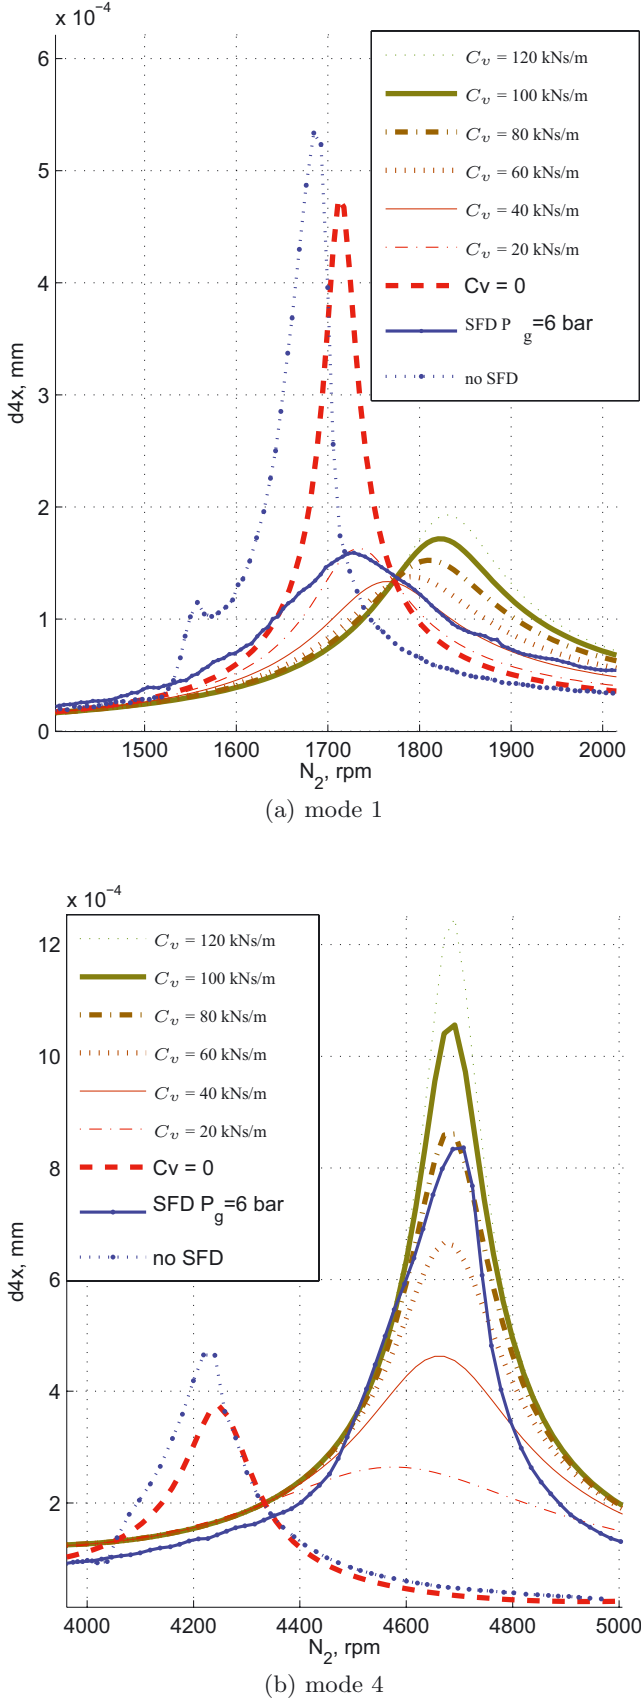 x 10⁻⁴
6
5
4
3
2
1
0
d4x, mm
C_v = 120 kNs/m
C_v = 100 kNs/m
C_v = 80 kNs/m
C_v = 60 kNs/m
C_v = 40 kNs/m
C_v = 20 kNs/m
Cv = 0
SFD P_g=6 bar
no SFD
1500 1600 1700 1800 1900 2000
N₂, rpm
(a) mode 1
x 10⁻⁴
12
10
8
6
4
2
d4x, mm
C_v = 120 kNs/m
C_v = 100 kNs/m
C_v = 80 kNs/m
C_v = 60 kNs/m
C_v = 40 kNs/m
C_v = 20 kNs/m
Cv = 0
SFD P_g=6 bar
no SFD
4000 4200 4400 4600 4800 5000
N₂, rpm
(b) mode 4